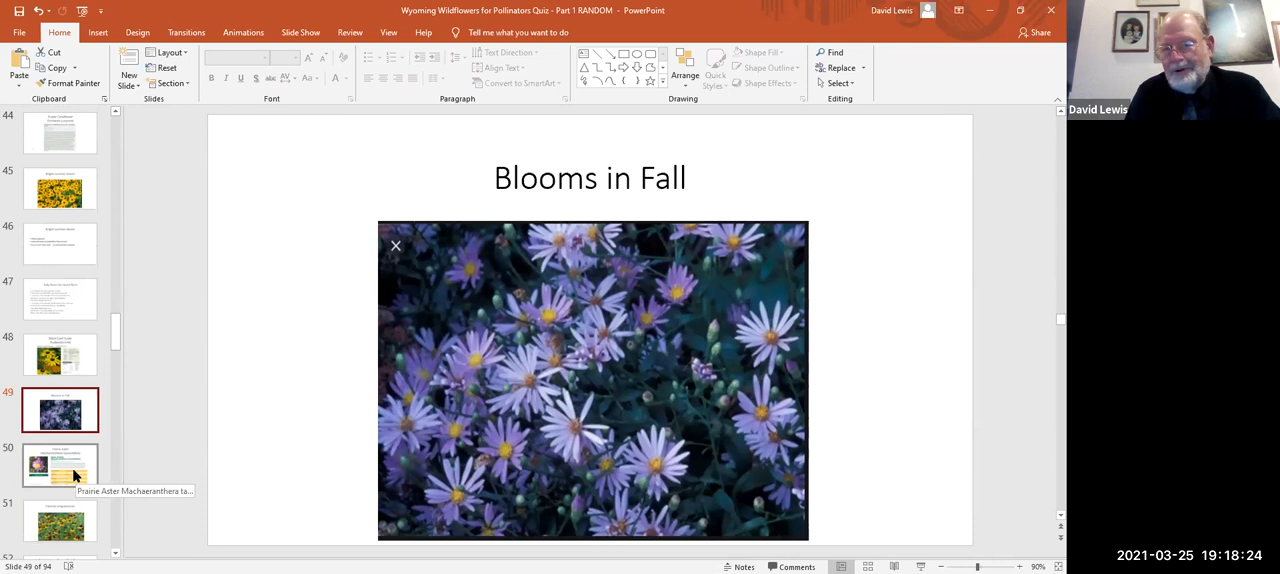 Wyoming Wildflowers for Pollinators Quiz - Part 1 RANDOM - PowerPoint
David Lewis
File Home Insert Design Transitions Animations Slide Show Review View Help Tell me what you want to do
Share
Paste
Cut
Copy
Format Painter
Clipboard
New
Slide
Layout
Reset
Section
Slides
Font
Text Direction
Align Text
Convert to SmartArt
Paragraph
Arrange
Quick
Styles
Shape Fill
Shape Outline
Shape Effects
Drawing
Find
Replace
Select
Editing
David Lewis
44
45
46
47
48
49
50
51
Blooms in Fall
Blooms in Fall
Prairie Aster Machaeranthera ta...
Slide 49 of 94
Notes
Comments
90%
2021-03-25 19:18:24